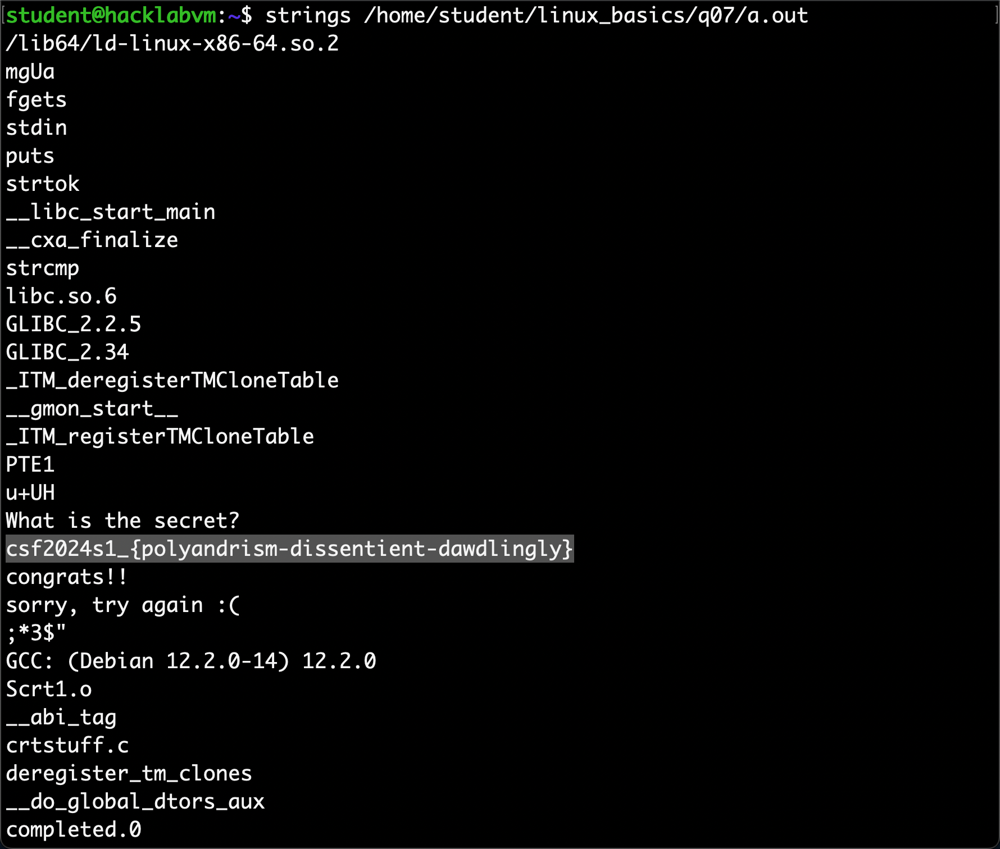 [student@hacklabvm:~$ strings /home/student/linux_basics/q07/a.out ]
/lib64/ld-linux-x86-64.so.2
mgUa
fgets
stdin
puts
strtok
__libc_start_main
__cxa_finalize
strcmp
libc.so.6
GLIBC_2.2.5
GLIBC_2.34
_ITM_deregisterTMCloneTable
__gmon_start__
_ITM_registerTMCloneTable
PTE1
u+UH
What is the secret?
csf2024s1_{polyandrism-dissentient-dawdlingly}
congrats!!
sorry, try again :(
;*3$"
GCC: (Debian 12.2.0-14) 12.2.0
Scrt1.o
__abi_tag
crtstuff.c
deregister_tm_clones
__do_global_dtors_aux
completed.0